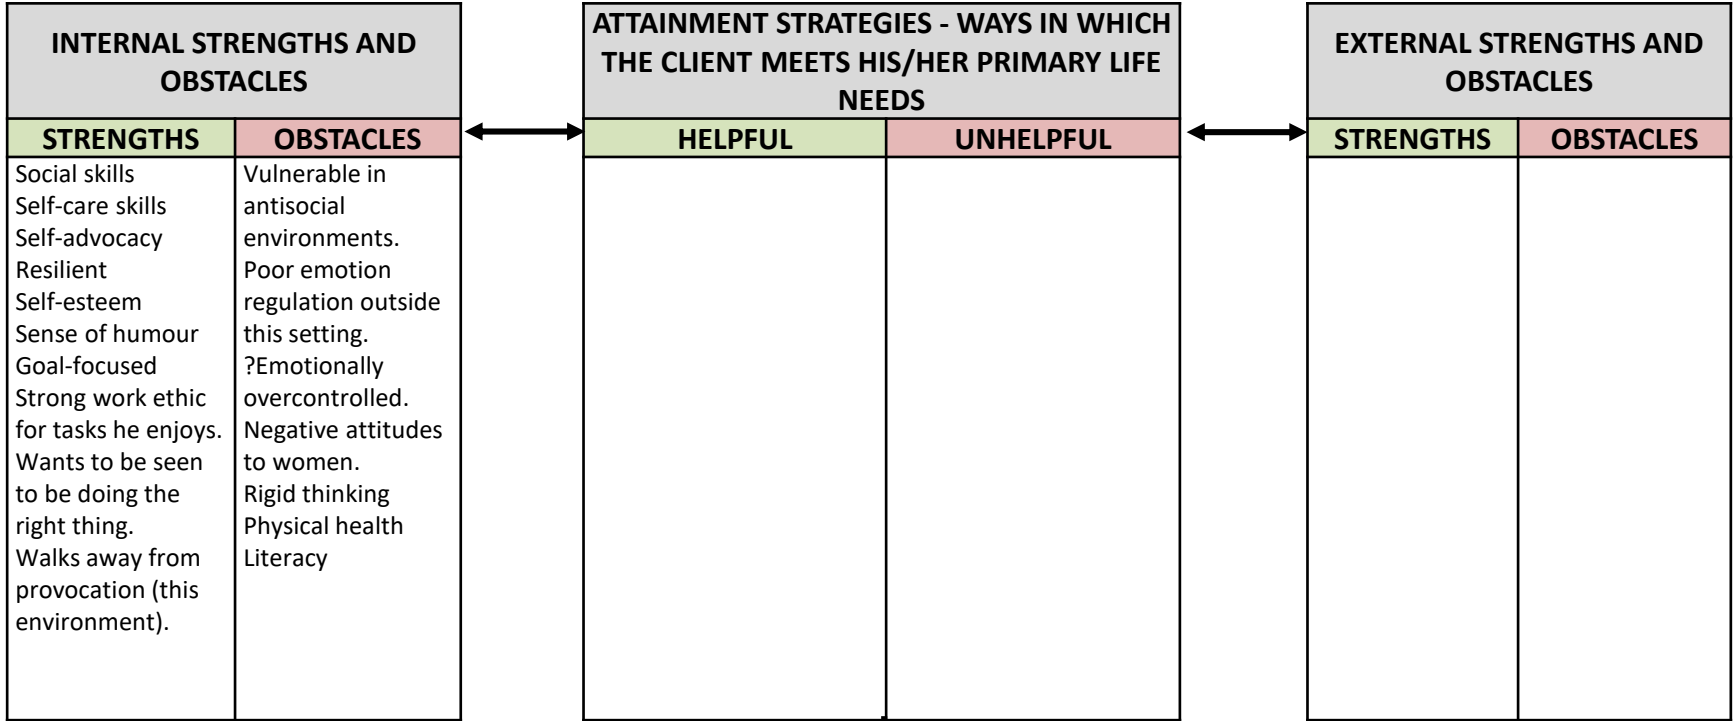 INTERNAL STRENGTHS AND
OBSTACLES
STRENGTHS
OBSTACLES
Social skills
Self-care skills
Self-advocacy
Resilient
Self-esteem
Sense of humour
Goal-focused
Strong work ethic
for tasks he enjoys.
Wants to be seen
to be doing the
right thing.
Walks away from
provocation (this
environment).
Vulnerable in
antisocial
environments.
Poor emotion
regulation outside
this setting.
?Emotionally
overcontrolled.
Negative attitudes
to women.
Rigid thinking
Physical health
Literacy
ATTAINMENT STRATEGIES - WAYS IN WHICH
THE CLIENT MEETS HIS/HER PRIMARY LIFE
NEEDS
HELPFUL
UNHELPFUL
EXTERNAL STRENGTHS AND
OBSTACLES
STRENGTHS
OBSTACLES